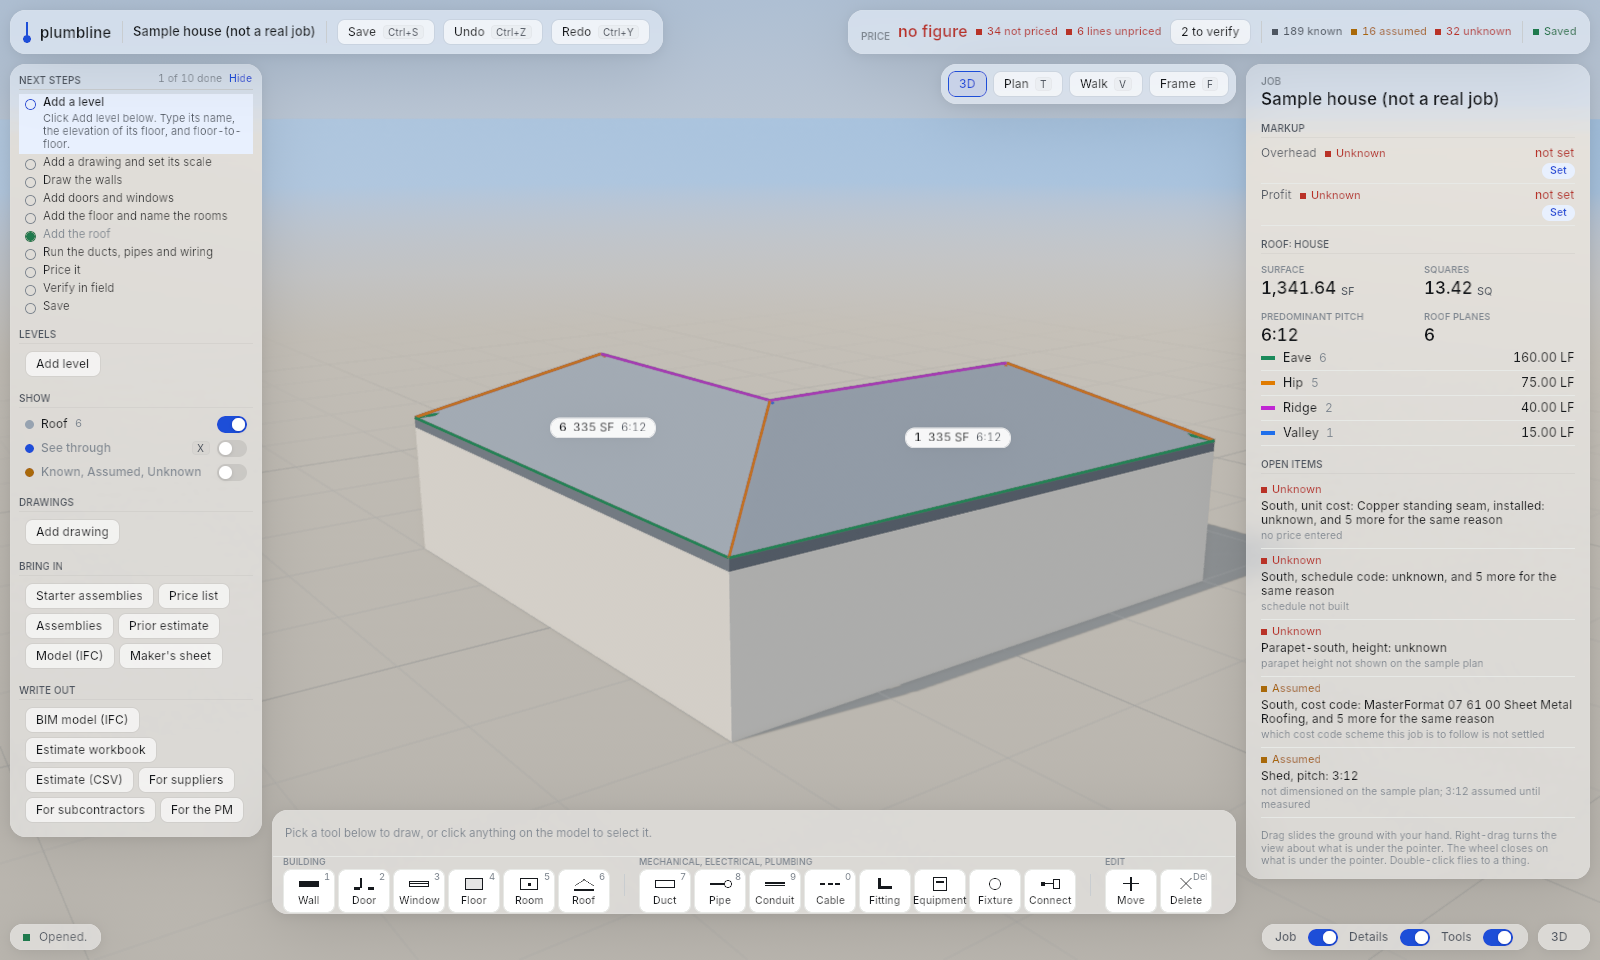 plumbline
Sample house (not a real job)
Save Ctrl+S
Undo Ctrl+Z
Redo Ctrl+Y
PRICE no figure 34 not priced 6 lines unpriced 2 to verify 189 known 16 assumed 32 unknown Saved
3D
Plan T
Walk V
Frame F
NEXT STEPS 1 of 10 done Hide
Add a level
Click Add level below. Type its name,
the elevation of its floor, and floor-to-
floor.
Add a drawing and set its scale
Draw the walls
Add doors and windows
Add the floor and name the rooms
Add the roof
Run the ducts, pipes and wiring
Price it
Verify in field
Save
LEVELS
Add level
SHOW
Roof 6
See through X
Known, Assumed, Unknown
DRAWINGS
Add drawing
BRING IN
Starter assemblies Price list
Assemblies Prior estimate
Model (IFC) Maker's sheet
WRITE OUT
BIM model (IFC)
Estimate workbook
Estimate (CSV) For suppliers
For subcontractors For the PM
Opened.
6 335 SF 6:12
1 335 SF 6:12
Pick a tool below to draw, or click anything on the model to select it.
BUILDING
Wall 1
Door 2
Window 3
Floor 4
Room 5
Roof 6
MECHANICAL, ELECTRICAL, PLUMBING
Duct 7
Pipe 8
Conduit 9
Cable 0
Fitting
Equipment
Fixture
Connect
EDIT
Move
Delete Del
JOB
Sample house (not a real job)
MARKUP
Overhead Unknown not set
Set
Profit Unknown not set
Set
ROOF: HOUSE
SURFACE SQUARES
1,341.64 SF 13.42 SQ
PREDOMINANT PITCH ROOF PLANES
6:12 6
Eave 6 160.00 LF
Hip 5 75.00 LF
Ridge 2 40.00 LF
Valley 1 15.00 LF
OPEN ITEMS
Unknown
South, unit cost: Copper standing seam, installed:
unknown, and 5 more for the same reason
no price entered
Unknown
South, schedule code: unknown, and 5 more for the
same reason
schedule not built
Unknown
Parapet-south, height: unknown
parapet height not shown on the sample plan
Assumed
South, cost code: MasterFormat 07 61 00 Sheet Metal
Roofing, and 5 more for the same reason
which cost code scheme this job is to follow is not settled
Assumed
Shed, pitch: 3:12
not dimensioned on the sample plan; 3:12 assumed until
measured
Drag slides the ground with your hand. Right-drag turns the
view about what is under the pointer. The wheel closes on
what is under the pointer. Double-click flies to a thing.
Job Details Tools 3D